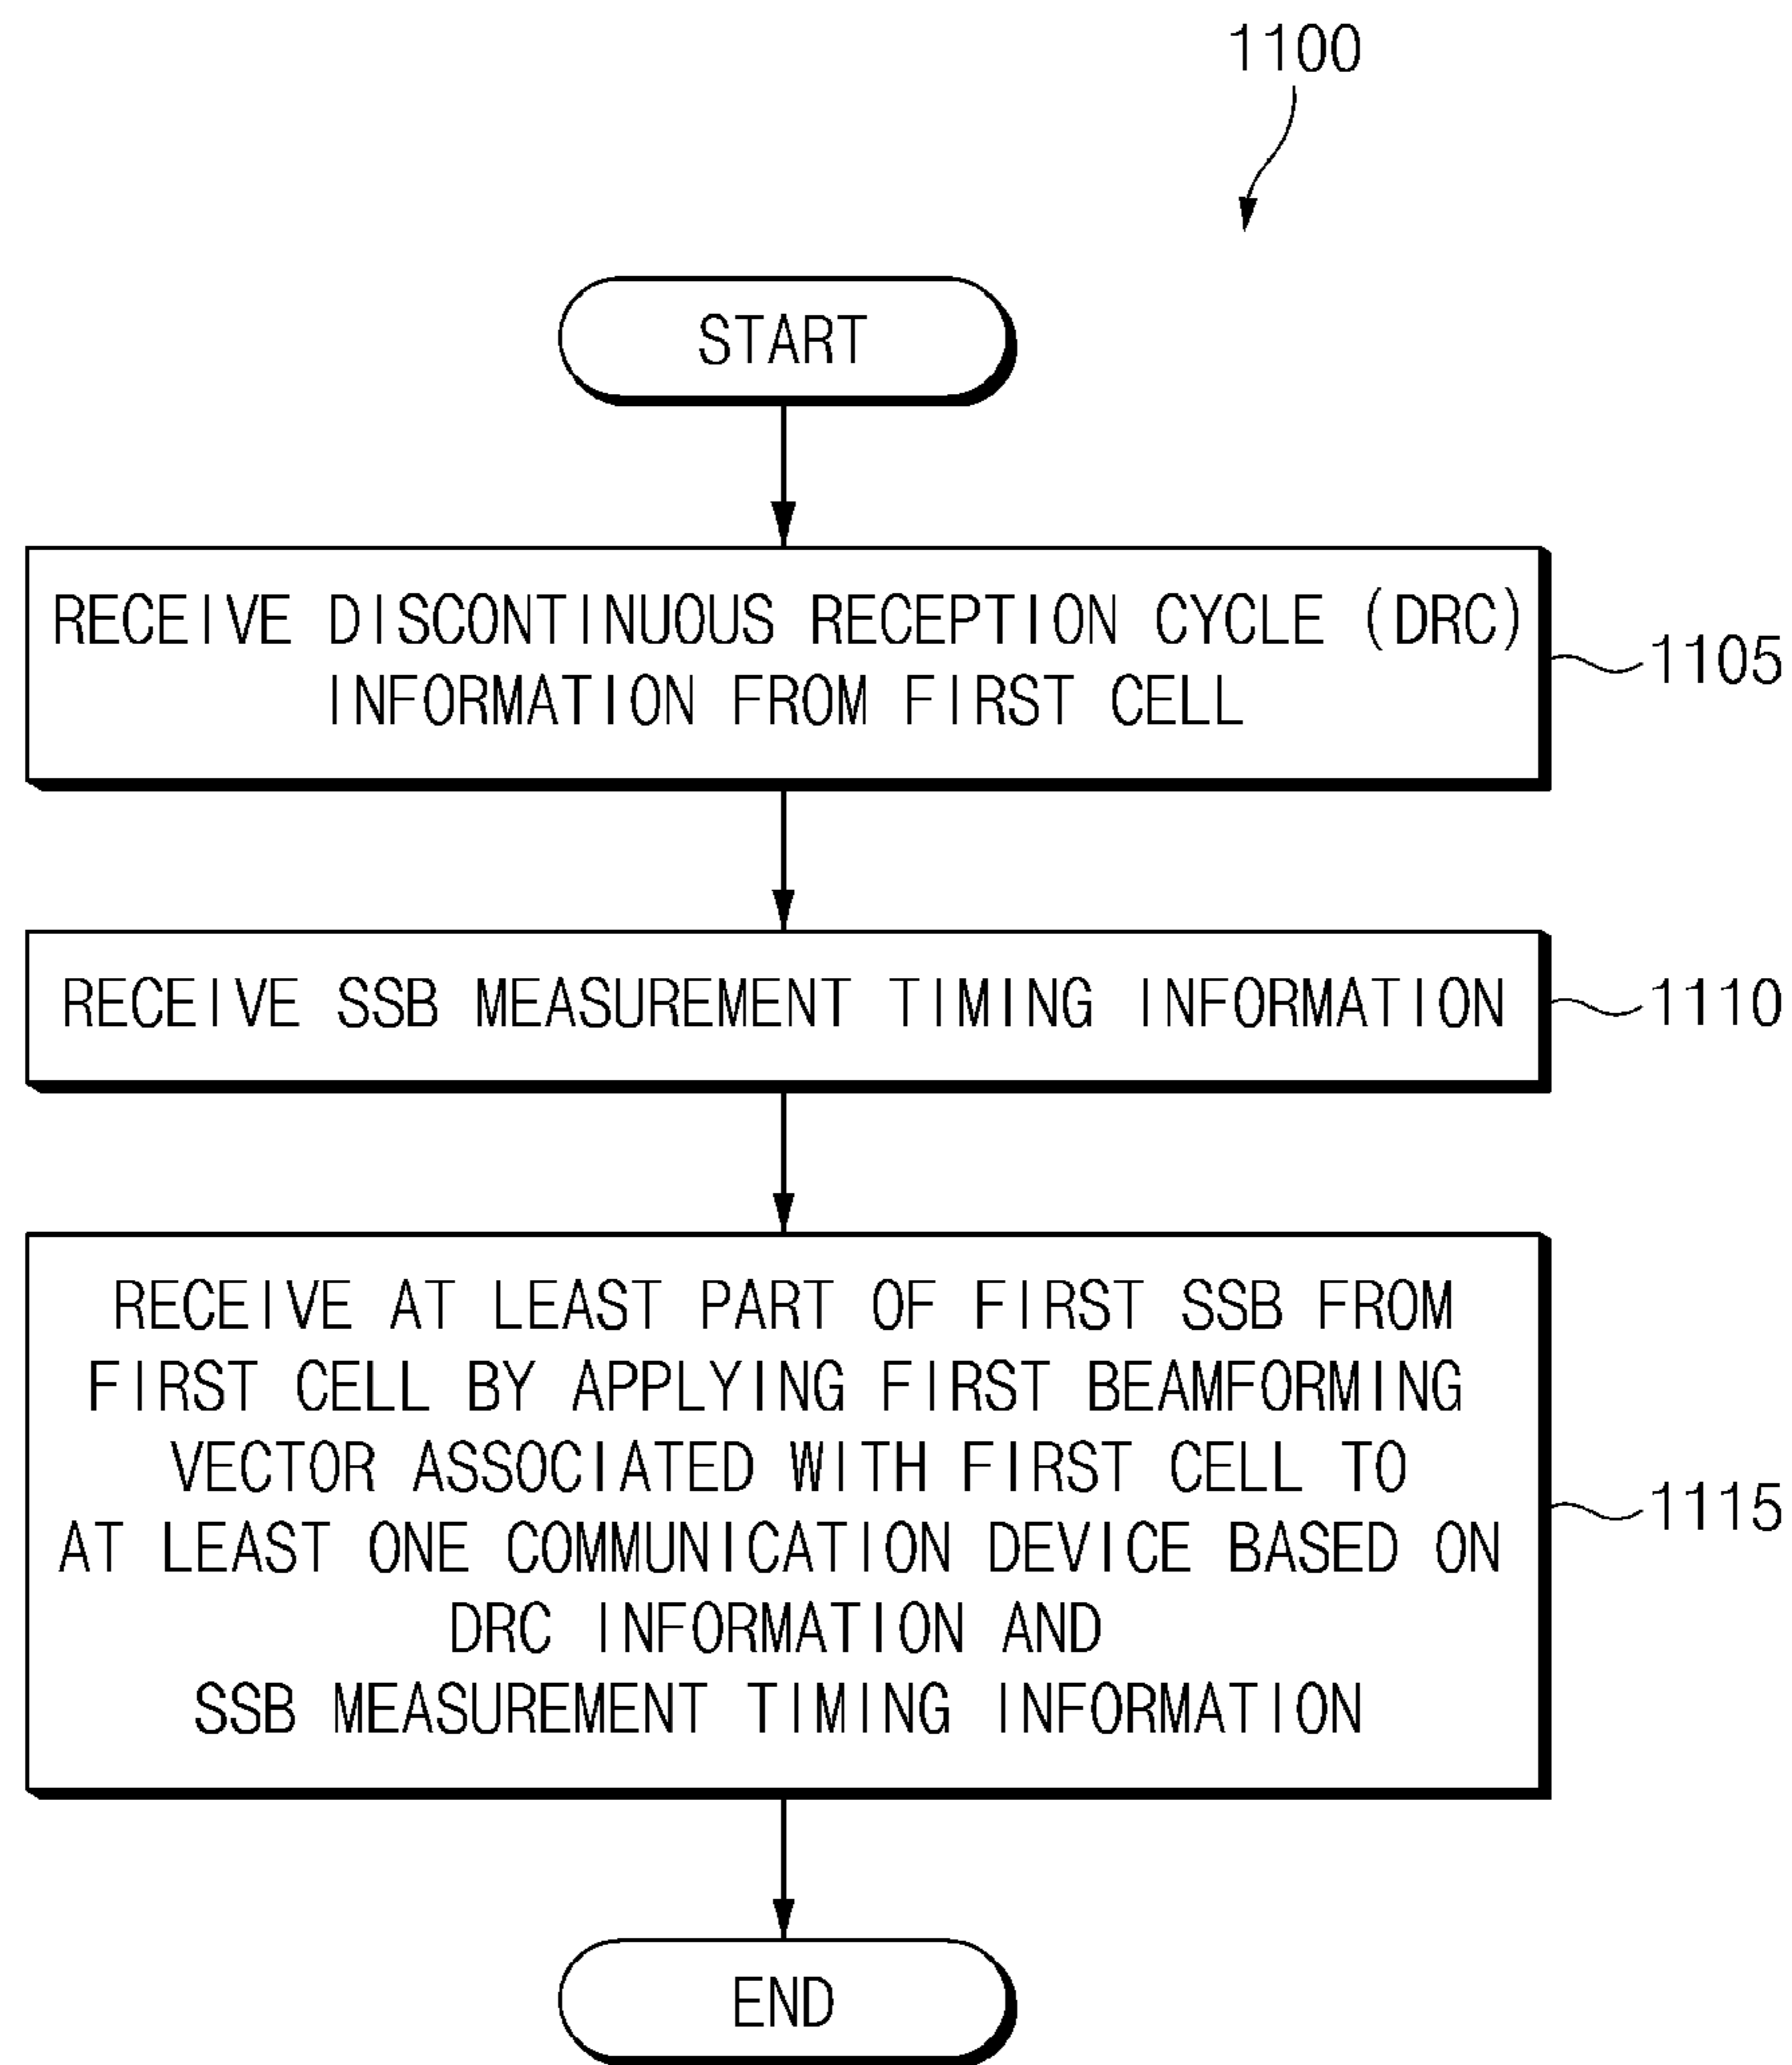 1100
START
RECEIVE DISCONTINUOUS RECEPTION CYCLE (DRC)
INFORMATION FROM FIRST CELL
1105
RECEIVE SSB MEASUREMENT TIMING INFORMATION
1110
RECEIVE AT LEAST PART OF FIRST SSB FROM
FIRST CELL BY APPLYING FIRST BEAMFORMING
VECTOR ASSOCIATED WITH FIRST CELL TO
AT LEAST ONE COMMUNICATION DEVICE BASED ON
DRC INFORMATION AND
SSB MEASUREMENT TIMING INFORMATION
1115
END